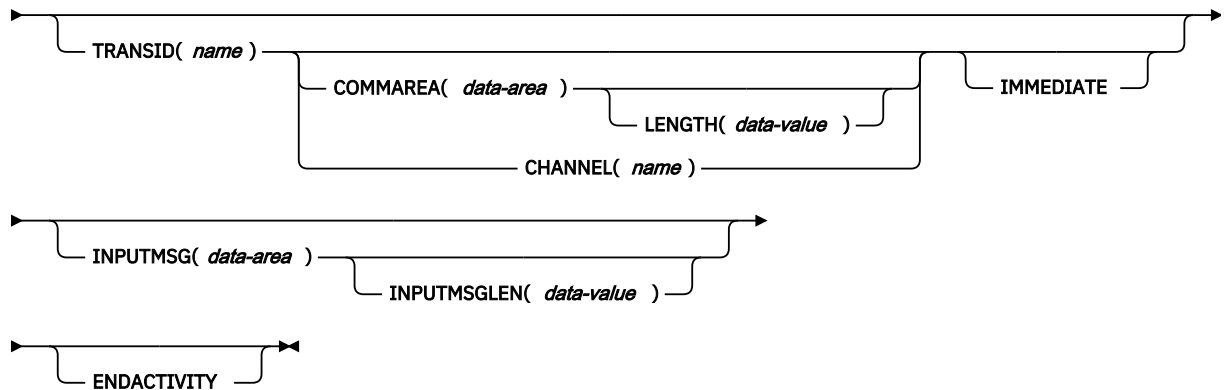 TRANSID( name )
COMMAREA( data-area )
IMMEDIATE
LENGTH( data-value )
CHANNEL( name )
INPUTMSG( data-area )
INPUTMSGLEN( data-value )
ENDACTIVITY